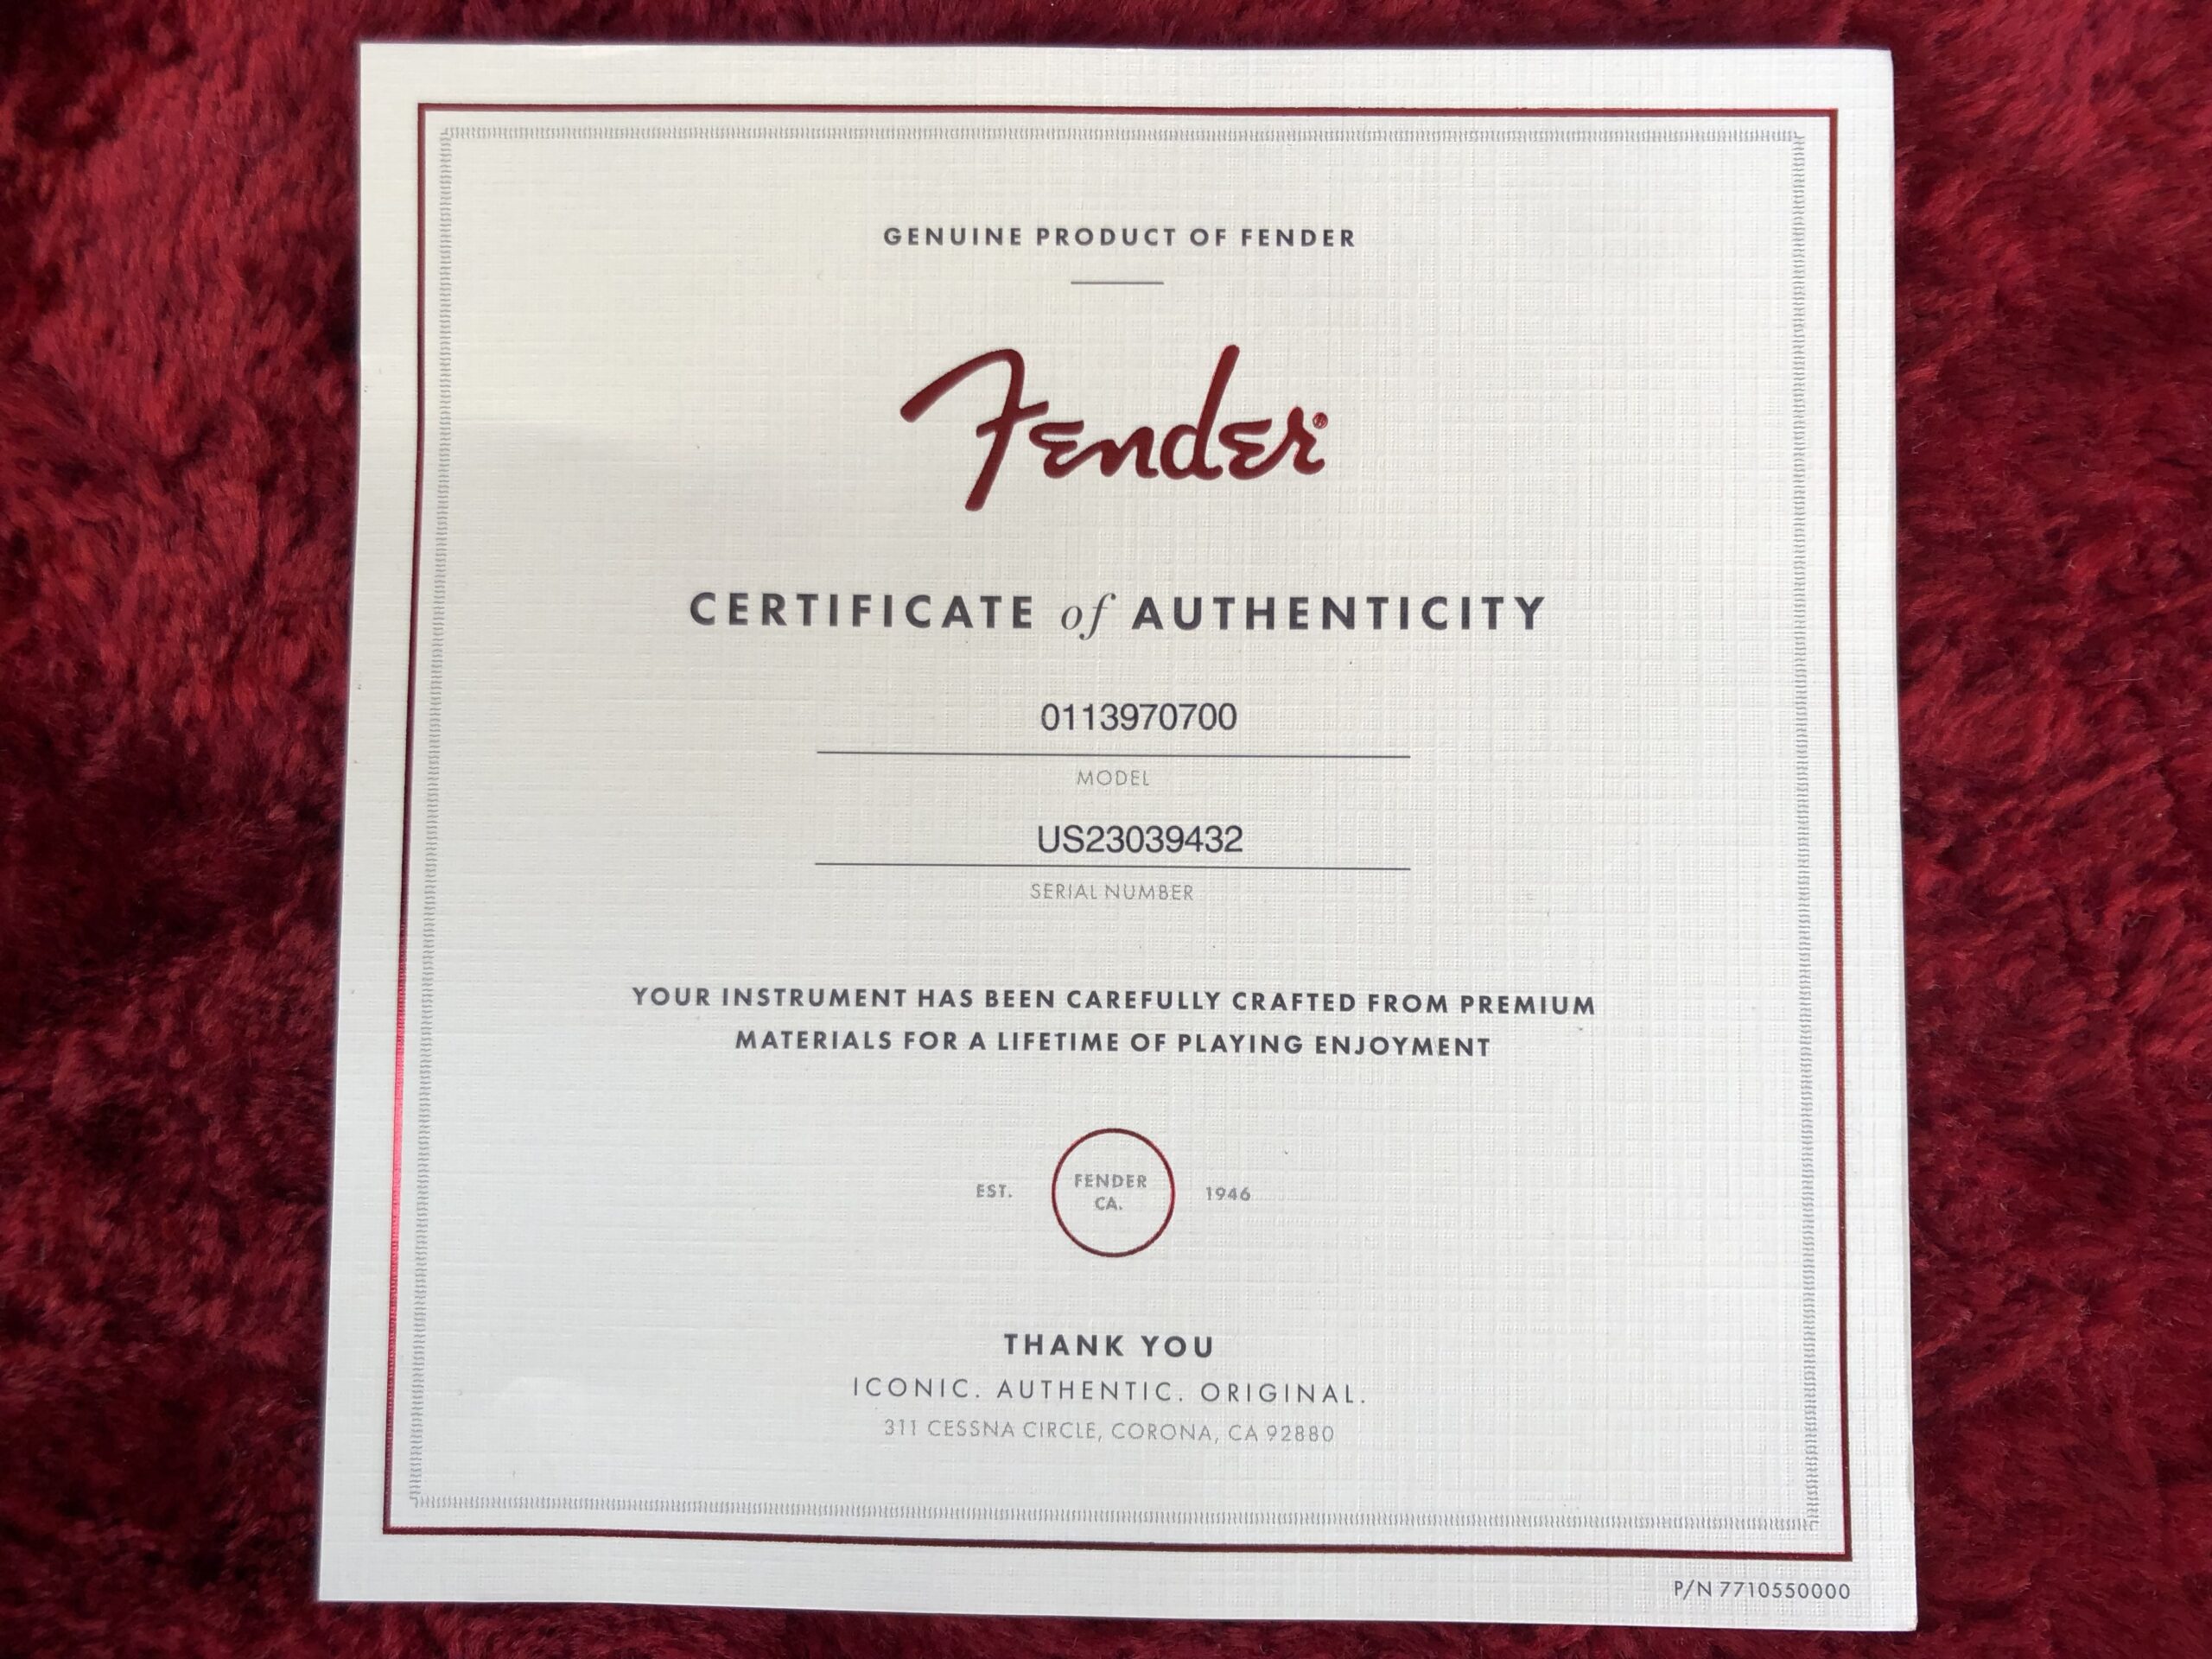 GENUINE PRODUCT OF FENDER
Fender®
CERTIFICATE of AUTHENTICITY
0113970700
MODEL
US23039432
SERIAL NUMBER
YOUR INSTRUMENT HAS BEEN CAREFULLY CRAFTED FROM PREMIUM
MATERIALS FOR A LIFETIME OF PLAYING ENJOYMENT
EST. FENDER 1946
CA.
THANK YOU
ICONIC. AUTHENTIC. ORIGINAL.
311 CESSNA CIRCLE, CORONA, CA 92880
P/N 7710550000